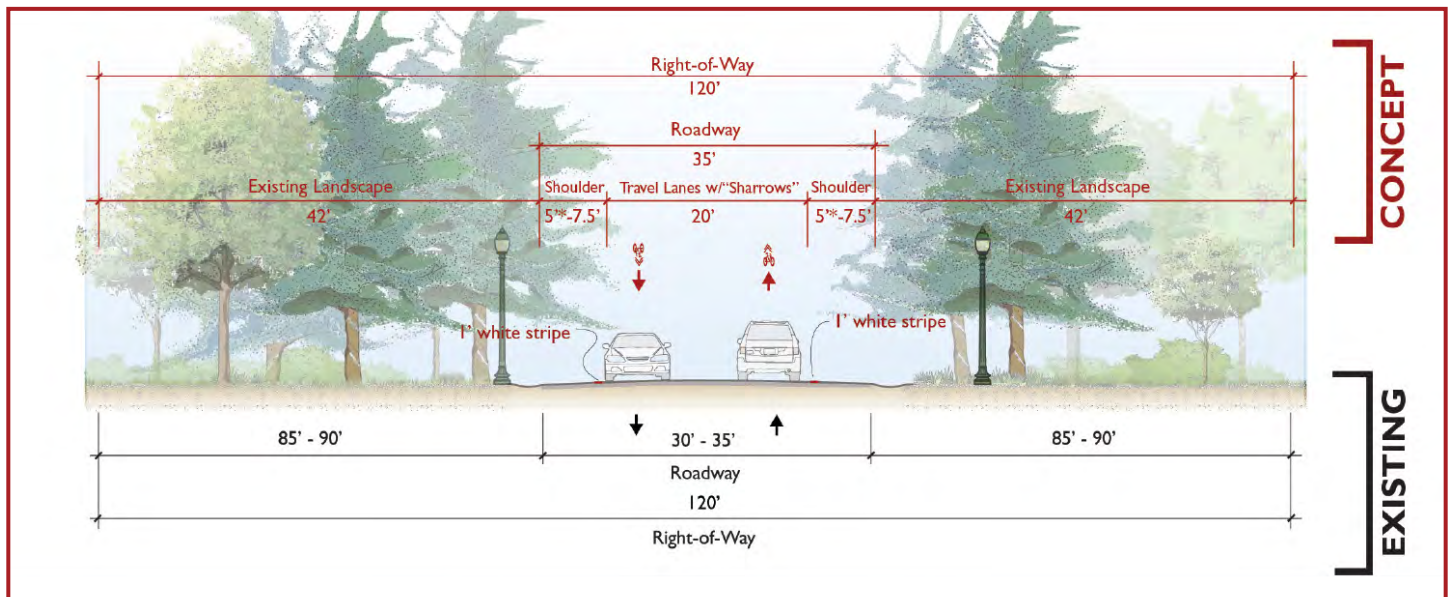 Right-of-Way
120’
Roadway
35’
Existing Landscape
Shoulder
Travel Lanes w/“Sharrows”
Shoulder
Existing Landscape
42’
5’*-7.5’
20’
5’*-7.5’
42’
1’ white stripe
1’ white stripe
CONCEPT
85’ - 90’
30’ - 35’
85’ - 90’
Roadway
120’
Right-of-Way
EXISTING